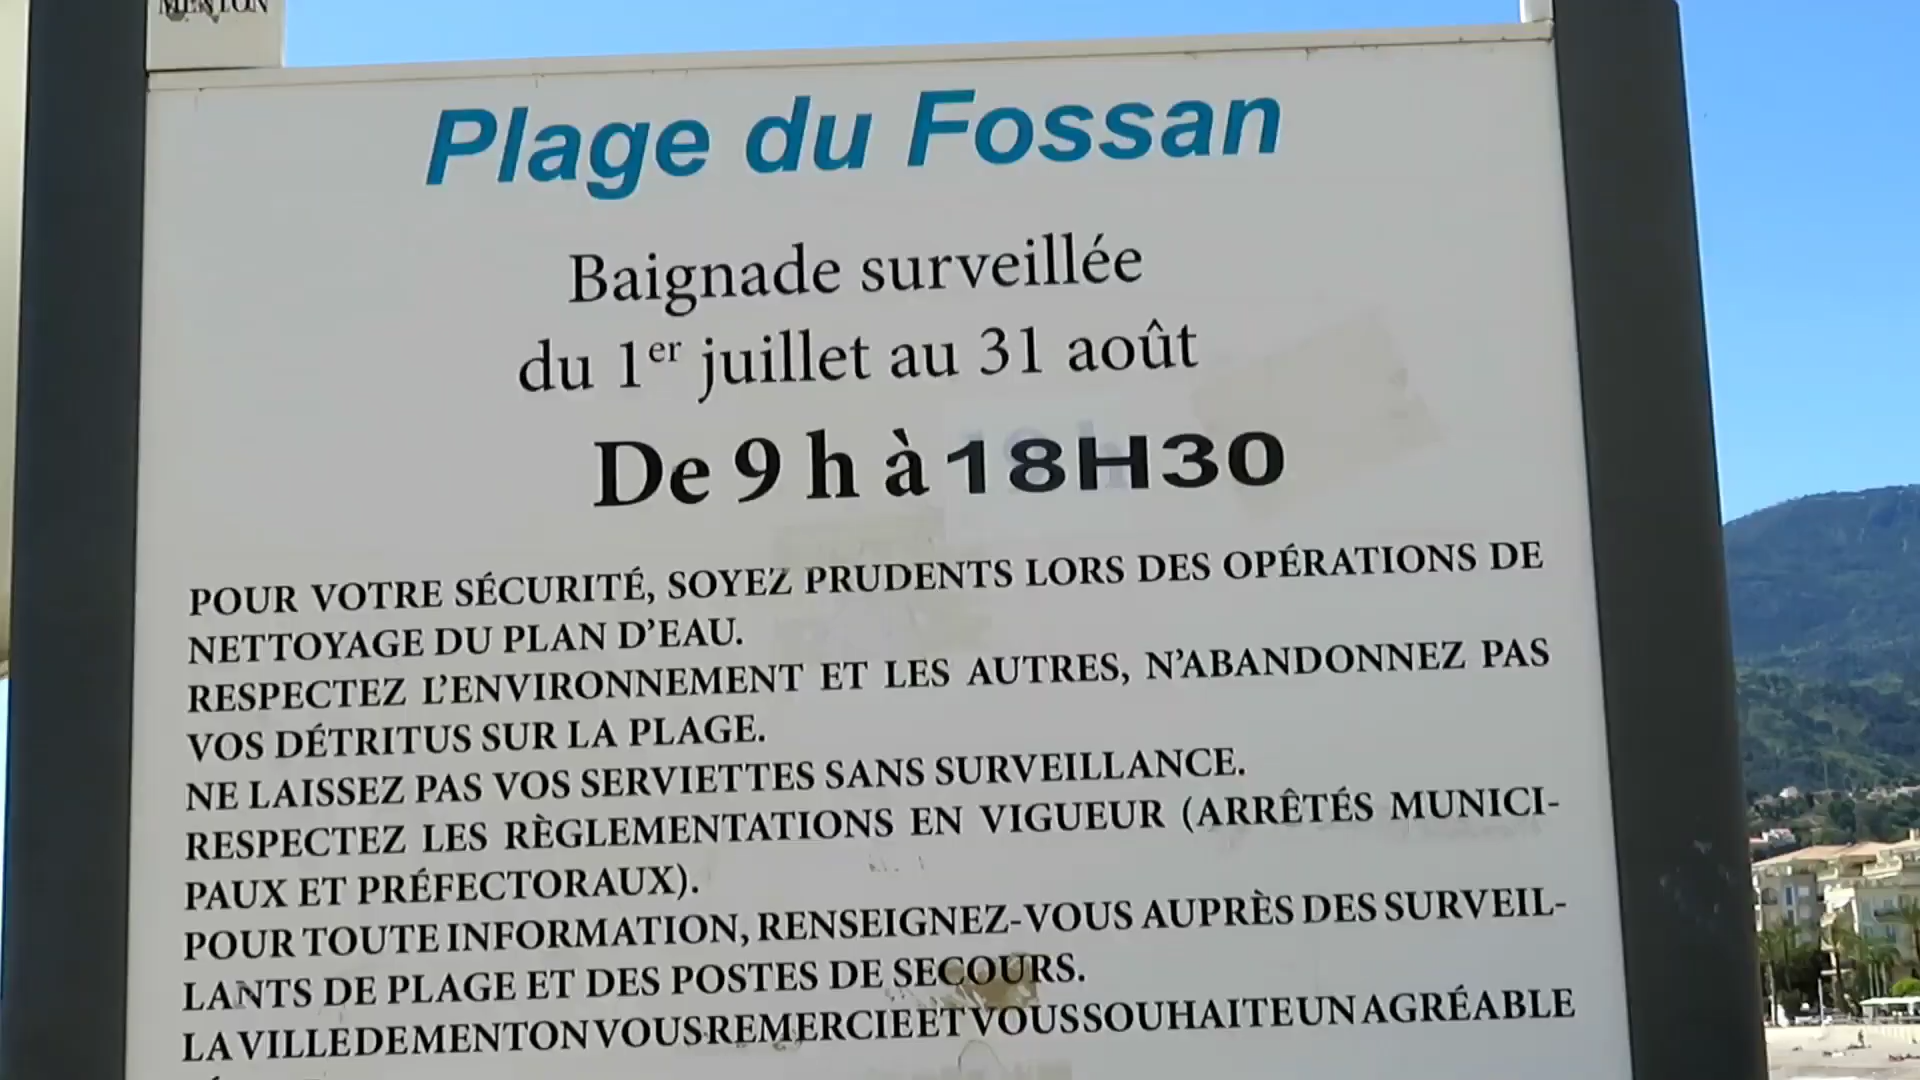 MENTON
Plage du Fossan
Baignade surveillée
du 1er juillet au 31 août
De 9 h à 18H30
POUR VOTRE SÉCURITÉ, SOYEZ PRUDENTS LORS DES OPÉRATIONS DE
NETTOYAGE DU PLAN D'EAU.
RESPECTEZ L'ENVIRONNEMENT ET LES AUTRES, N'ABANDONNEZ PAS
VOS DÉTRITUS SUR LA PLAGE.
NE LAISSEZ PAS VOS SERVIETTES SANS SURVEILLANCE.
RESPECTEZ LES RÈGLEMENTATIONS EN VIGUEUR (ARRÊTÉS MUNICI-
PAUX ET PRÉFECTORAUX).
POUR TOUTE INFORMATION, RENSEIGNEZ-VOUS AUPRÈS DES SURVEIL-
LANTS DE PLAGE ET DES POSTES DE SECOURS.
LA VILLE DE MENTON VOUS REMERCIE ET VOUS SOUHAITE UN AGRÉABLE